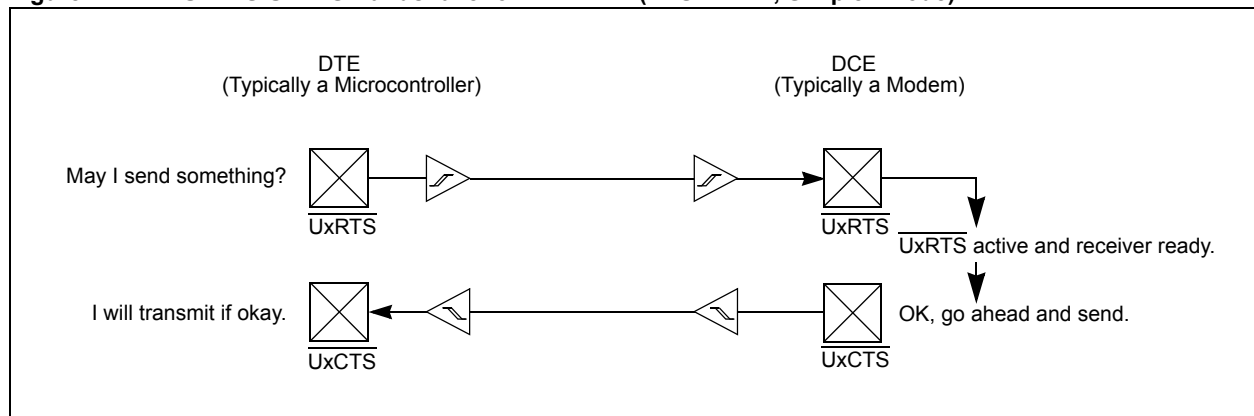 DTE
(Typically a Microcontroller)
DCE
(Typically a Modem)
May I send something?
UxRTS
UxRTS
UxRTS active and receiver ready.
I will transmit if okay.
OK, go ahead and send.
UxCTS
UxCTS